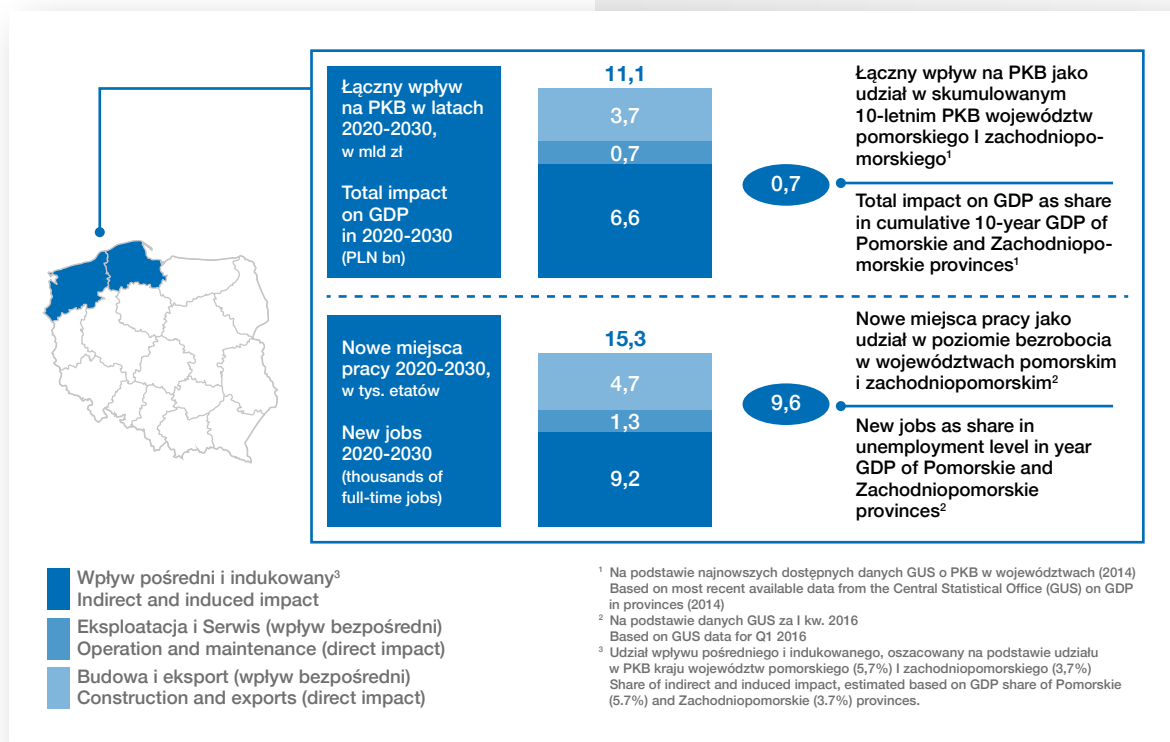 Łączny wpływ
na PKB w latach
2020-2030,
w mld zł
Total impact
on GDP
in 2020-2030
(PLN bn)
11,1
3,7
0,7
6,6
0,7
Łączny wpływ na PKB jako
udział w skumulowanym
10-letnim PKB województw
pomorskiego I zachodniopo-
morskiego¹
Total impact on GDP as share
in cumulative 10-year GDP of
Pomorskie and Zachodniopo-
morskie provinces¹
Nowe miejsca
pracy 2020-2030,
w tys. etatów
New jobs
2020-2030
(thousands of
full-time jobs)
15,3
4,7
1,3
9,2
9,6
Nowe miejsca pracy jako
udział w poziomie bezrobocia
w województwach pomorskim
i zachodniopomorskim²
New jobs as share in
unemployment level in year
GDP of Pomorskie and
Zachodniopomorskie
provinces²
Wpływ pośredni i indukowany³
Indirect and induced impact
Eksploatacja i Serwis (wpływ bezpośredni)
Operation and maintenance (direct impact)
Budowa i eksport (wpływ bezpośredni)
Construction and exports (direct impact)
¹ Na podstawie najnowszych dostępnych danych GUS o PKB w województwach (2014)
Based on most recent available data from the Central Statistical Office (GUS) on GDP
in provinces (2014)
² Na podstawie danych GUS za I kw. 2016
Based on GUS data for Q1 2016
³ Udział wpływu pośredniego i indukowanego, oszacowany na podstawie udziału
w PKB kraju województw pomorskiego (5,7%) I zachodniopomorskiego (3,7%)
Share of indirect and induced impact, estimated based on GDP share of Pomorskie
(5.7%) and Zachodniopomorskie (3.7%) provinces.